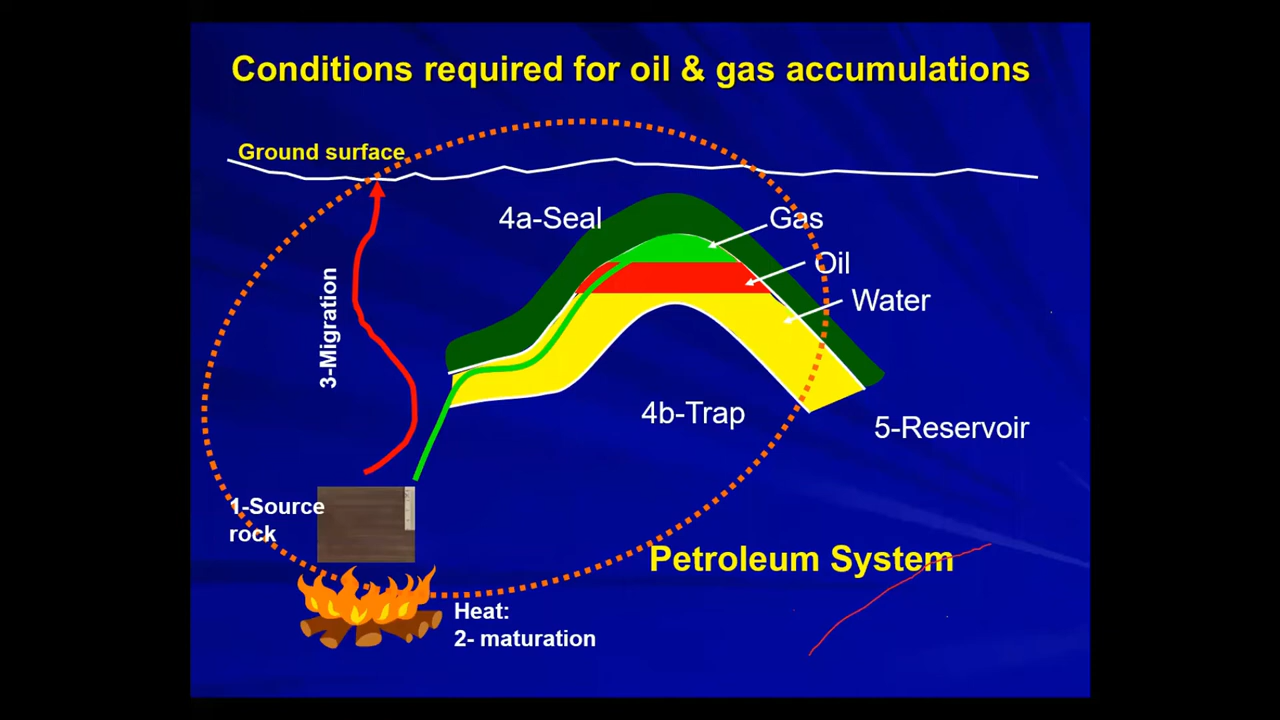 Conditions required for oil & gas accumulations
Ground surface
4a-Seal
Gas
Oil
Water
3-Migration
4b-Trap
5-Reservoir
1-Source
rock
Petroleum System
Heat:
2- maturation